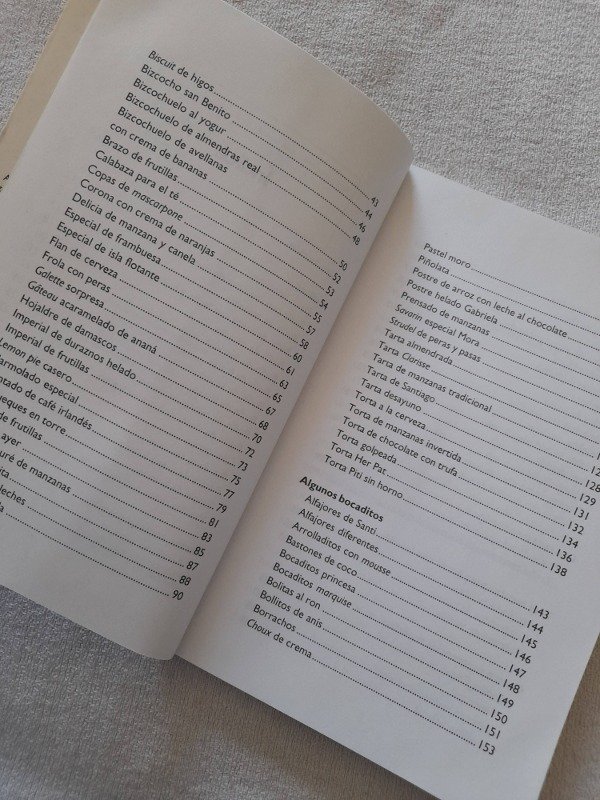 Biscuit de higos
Bizcocho san Benito 44
Bizcochuelo al yogur 46
Bizcochuelo de almendras real 48
Bizcochuelo de avellanas
con crema de bananas 50
Brazo de frutillas 52
Calabaza para el té 53
Copas de moscarpone 54
Corona con crema de naranjas 55
Delicia de manzana y canela 57
Especial de frambuesa 58
Especial de isla flotante 60
Flan de cerveza 61
Frola con peras 63
Galette sorpresa 65
Gâteau acaramelado de ananá 67
Hojaldre de damascos 68
Imperial de duraznos helado 70
Imperial de frutillas 72
Lemon pie casero 73
armolado especial 75
ntado de café irlandés 77
ueques en torre 79
de frutillas 81
ayer 83
uré de manzanas 85
ita 87
leches 88
90
Pastel moro
Piñolata
Postre de arroz con leche al chocolate
Postre helado Gabriela
Prensado de manzanas
Savarin especial Mora
Strudel de peras y pasas
Tarta almendrada
Tarta Clarisse
Tarta de manzanas tradicional
Tarta de Santiago
Tarta desayuno 128
Torta a la cerveza 129
Torta de manzanas invertida 131
Torta de chocolate con trufa 132
Torta golpeada 134
Torta Her Pat 136
Torta Piti sin horno 138
Algunos bocaditos
Alfajores de Santi 143
Alfajores diferentes 144
Arrolladitos con mousse 145
Bastones de coco 146
Bocaditos princesa 147
Bocaditos marquise 148
Bolitas al ron 149
Bollitos de anís 150
Borrachos 151
Choux de crema 153